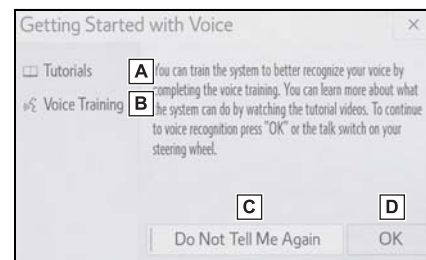 Getting Started with Voice ×
Tutorials
A
Voice Training
B
You can train the system to better recognize your voice by
completing the voice training. You can learn more about what
the system can do by watching the tutorial videos. To continue
to voice recognition press "OK" or the talk switch on your
steering wheel.
C
D
Do Not Tell Me Again
OK